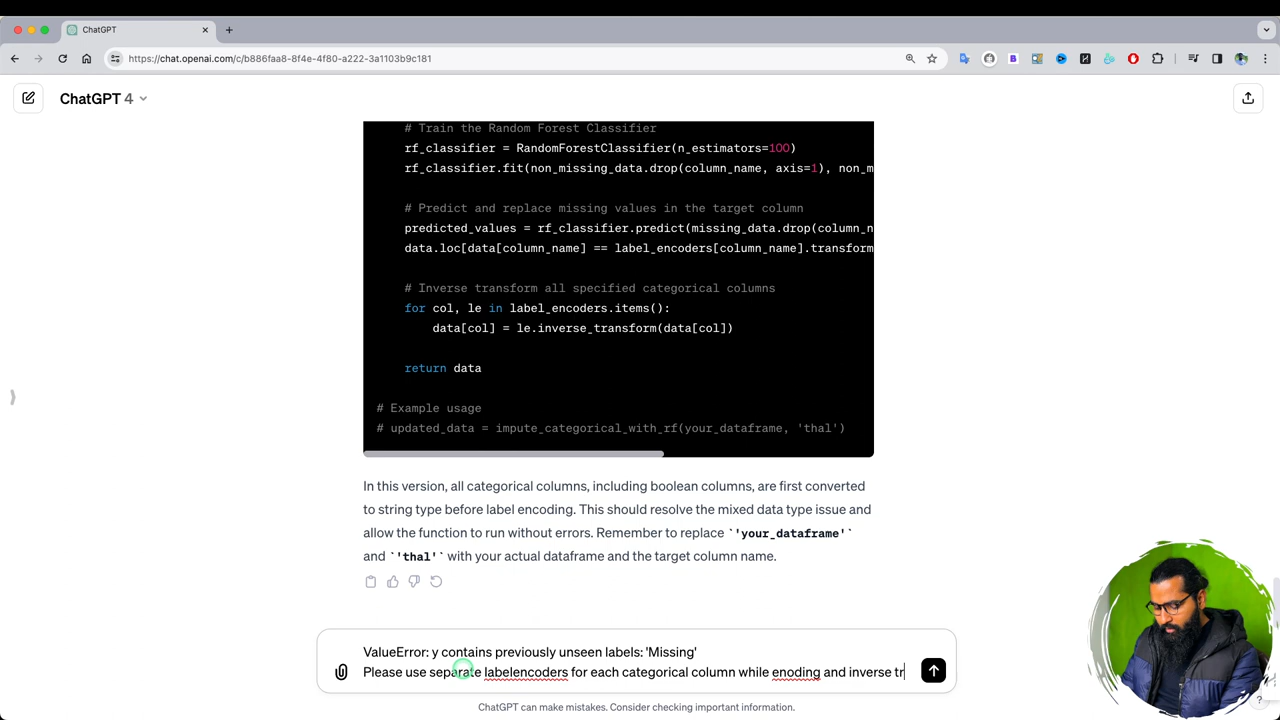 ChatGPT
https://chat.openai.com/c/b886faa8-8f4e-4f80-a222-3a1103b9c181
ChatGPT 4
# Train the Random Forest Classifier
rf_classifier = RandomForestClassifier(n_estimators=100)
rf_classifier.fit(non_missing_data.drop(column_name, axis=1), non_m
# Predict and replace missing values in the target column
predicted_values = rf_classifier.predict(missing_data.drop(column_n
data.loc[data[column_name] == label_encoders[column_name].transform
# Inverse transform all specified categorical columns
for col, le in label_encoders.items():
data[col] = le.inverse_transform(data[col])
return data
# Example usage
# updated_data = impute_categorical_with_rf(your_dataframe, 'thal')
In this version, all categorical columns, including boolean columns, are first converted
to string type before label encoding. This should resolve the mixed data type issue and
allow the function to run without errors. Remember to replace `'your_dataframe'`
and `'thal'` with your actual dataframe and the target column name.
ValueError: y contains previously unseen labels: 'Missing'
Please use separate labelencoders for each categorical column while enoding and inverse tr
ChatGPT can make mistakes. Consider checking important information.
?